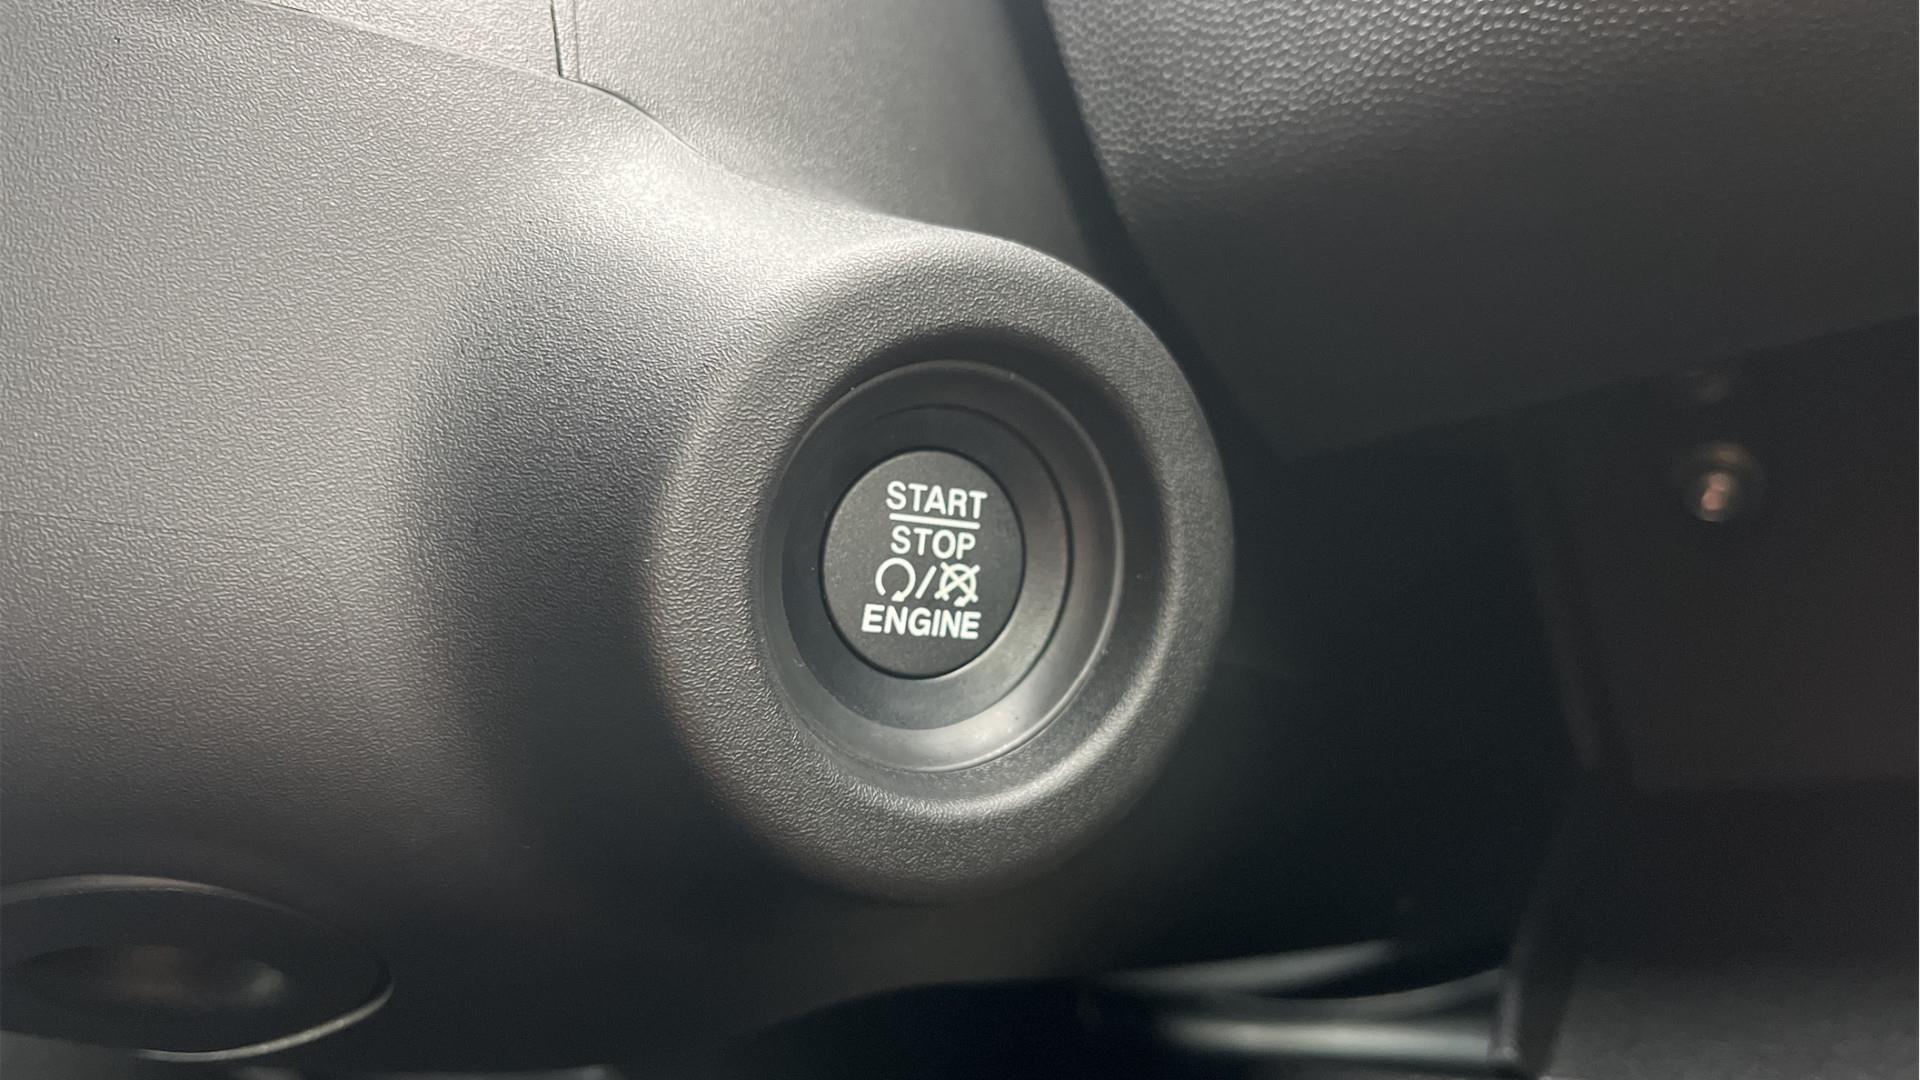 START
STOP
/
ENGINE